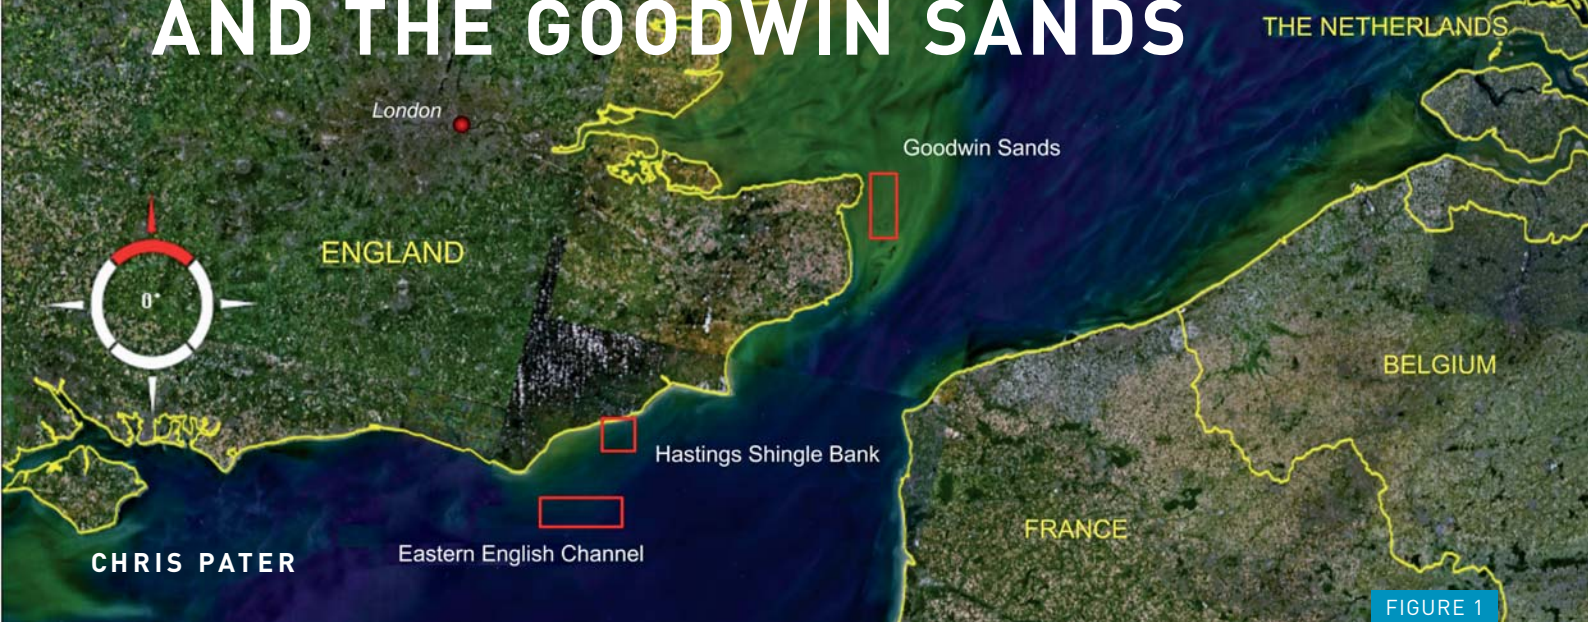 AND THE GOODWIN SANDS
THE NETHERLANDS
London
Goodwin Sands
ENGLAND
0°
BELGIUM
Hastings Shingle Bank
FRANCE
Eastern English Channel
CHRIS PATER
FIGURE 1